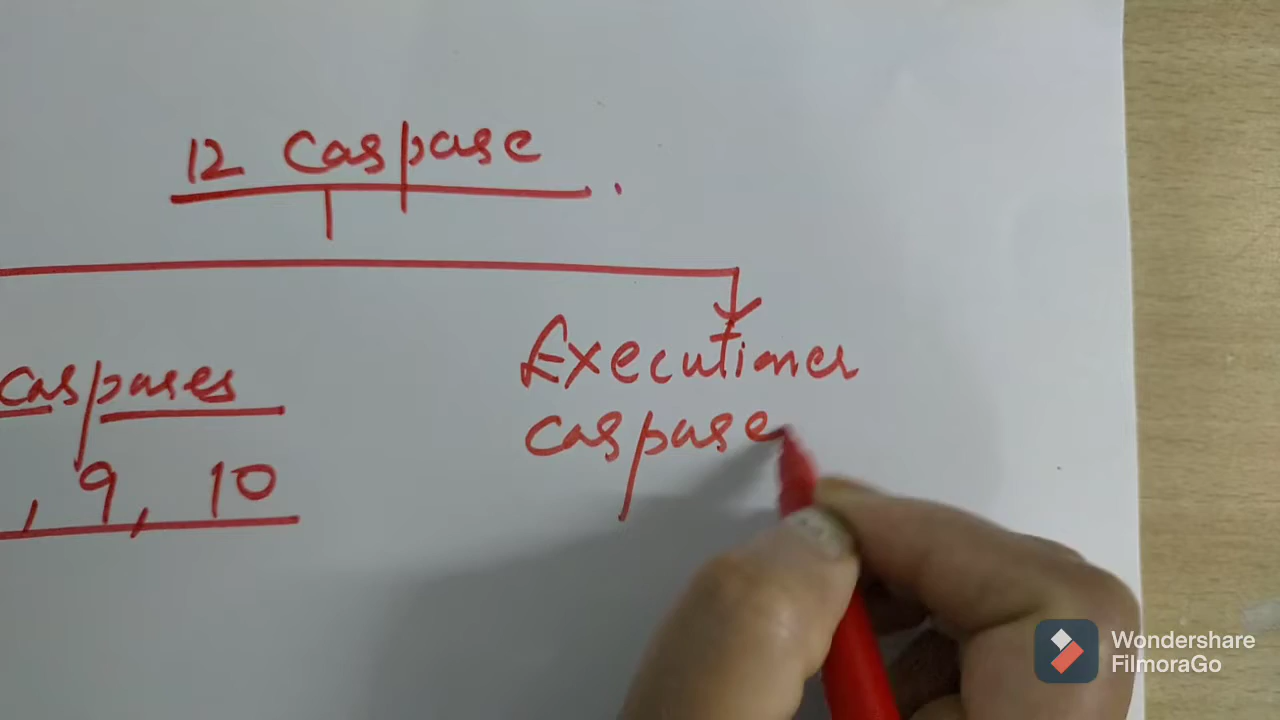 12 Caspase
Executioner
caspase
caspases
, 9, 10
Wondershare
FilmoraGo